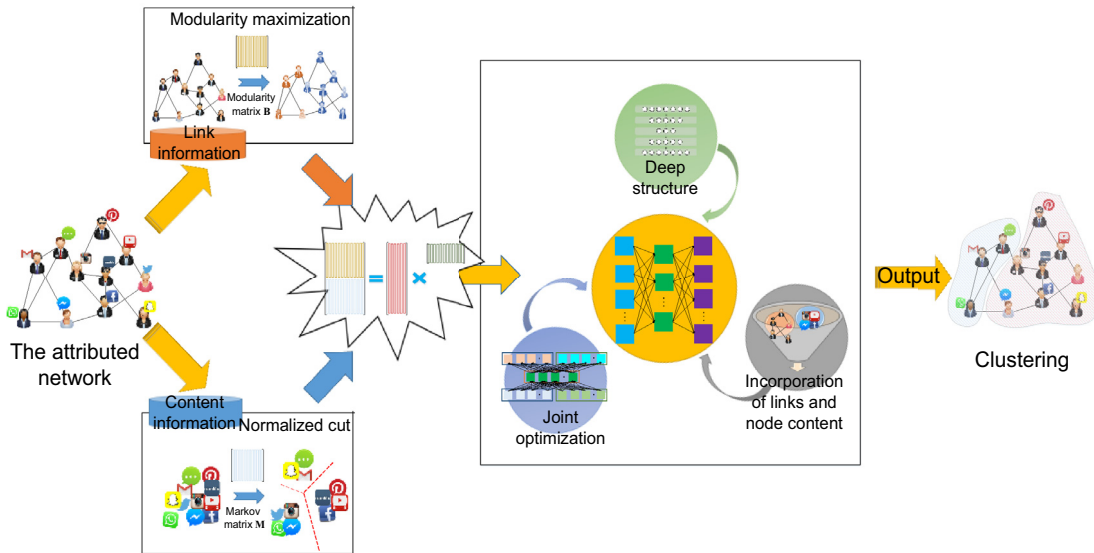 Modularity maximization
Modularity
matrix B
Link
information
The attributed
network
Content
information
Normalized cut
Markov
matrix M
=
×
Deep
structure
Joint
optimization
Incorporation
of links and
node content
Output
Clustering